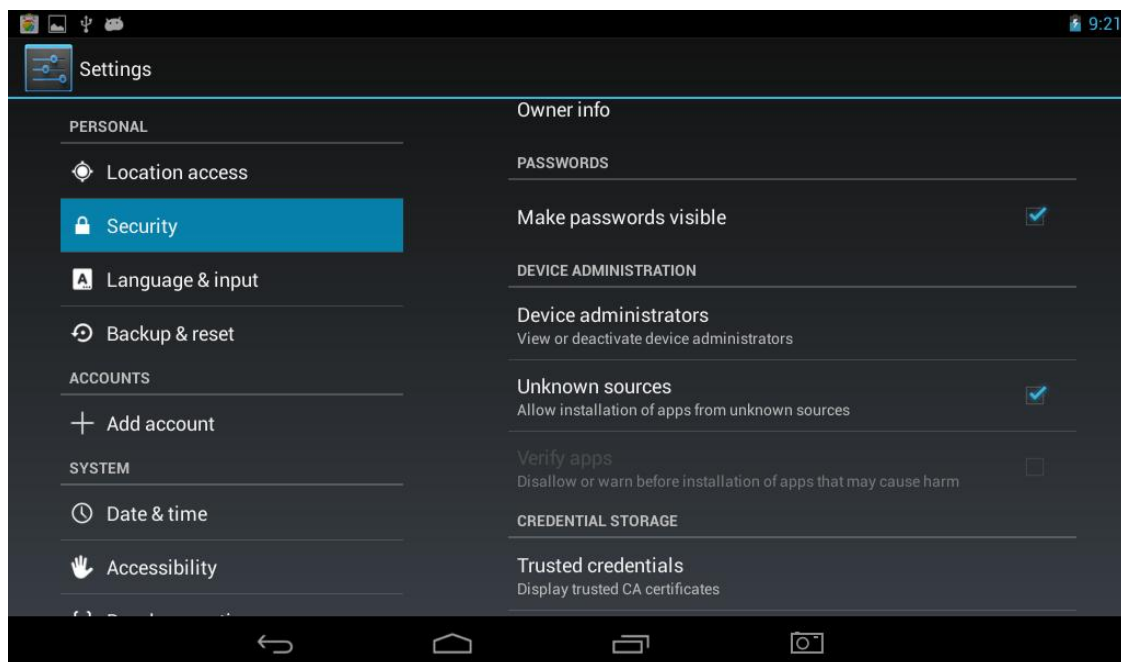 9:21
Settings
PERSONAL
Location access
Security
Language & input
Backup & reset
ACCOUNTS
Add account
SYSTEM
Date & time
Accessibility
Owner info
PASSWORDS
Make passwords visible
DEVICE ADMINISTRATION
Device administrators
View or deactivate device administrators
Unknown sources
Allow installation of apps from unknown sources
Verify apps
Disallow or warn before installation of apps that may cause harm
CREDENTIAL STORAGE
Trusted credentials
Display trusted CA certificates